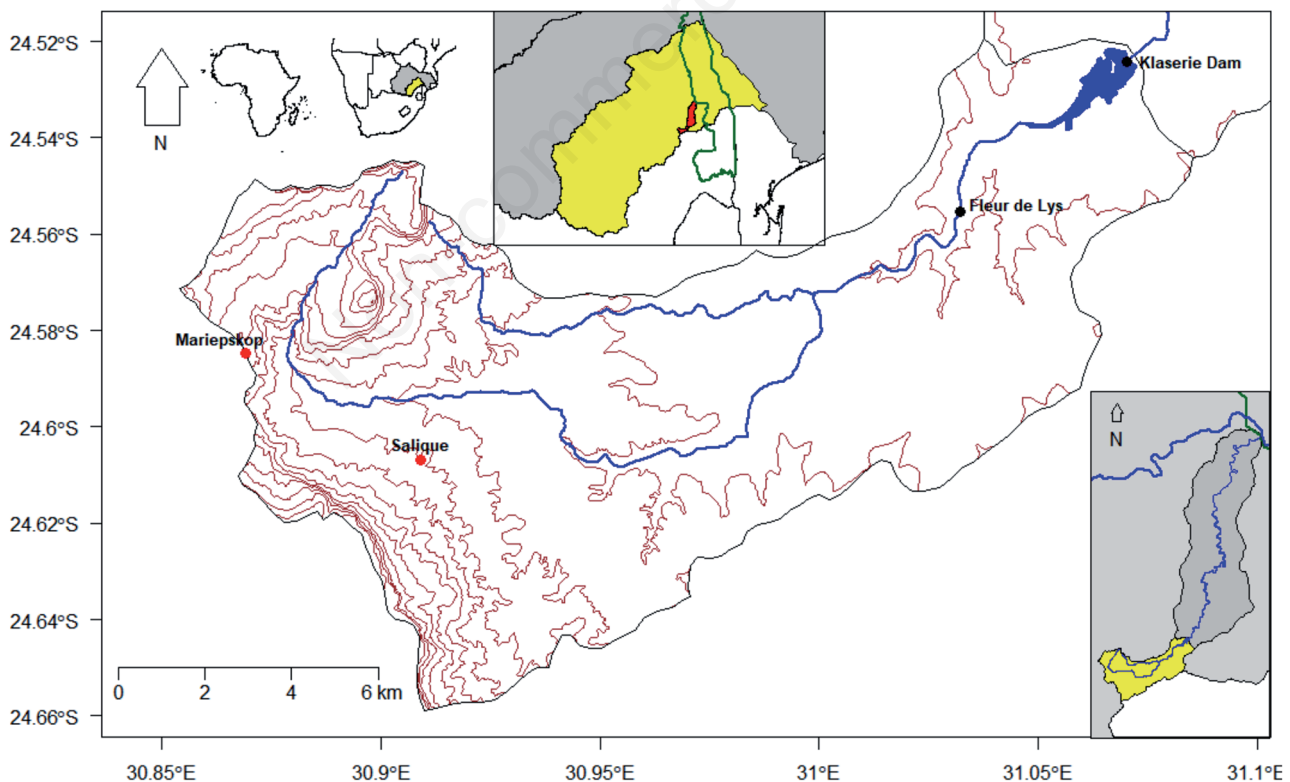 24.52°S
24.54°S
24.56°S
24.58°S
24.6°S
24.62°S
24.64°S
24.66°S
N
Klaserie Dam
Fleur de Lys
Mariepskop
Salique
N
0 2 4 6 km
30.85°E 30.9°E 30.95°E 31°E 31.05°E 31.1°E